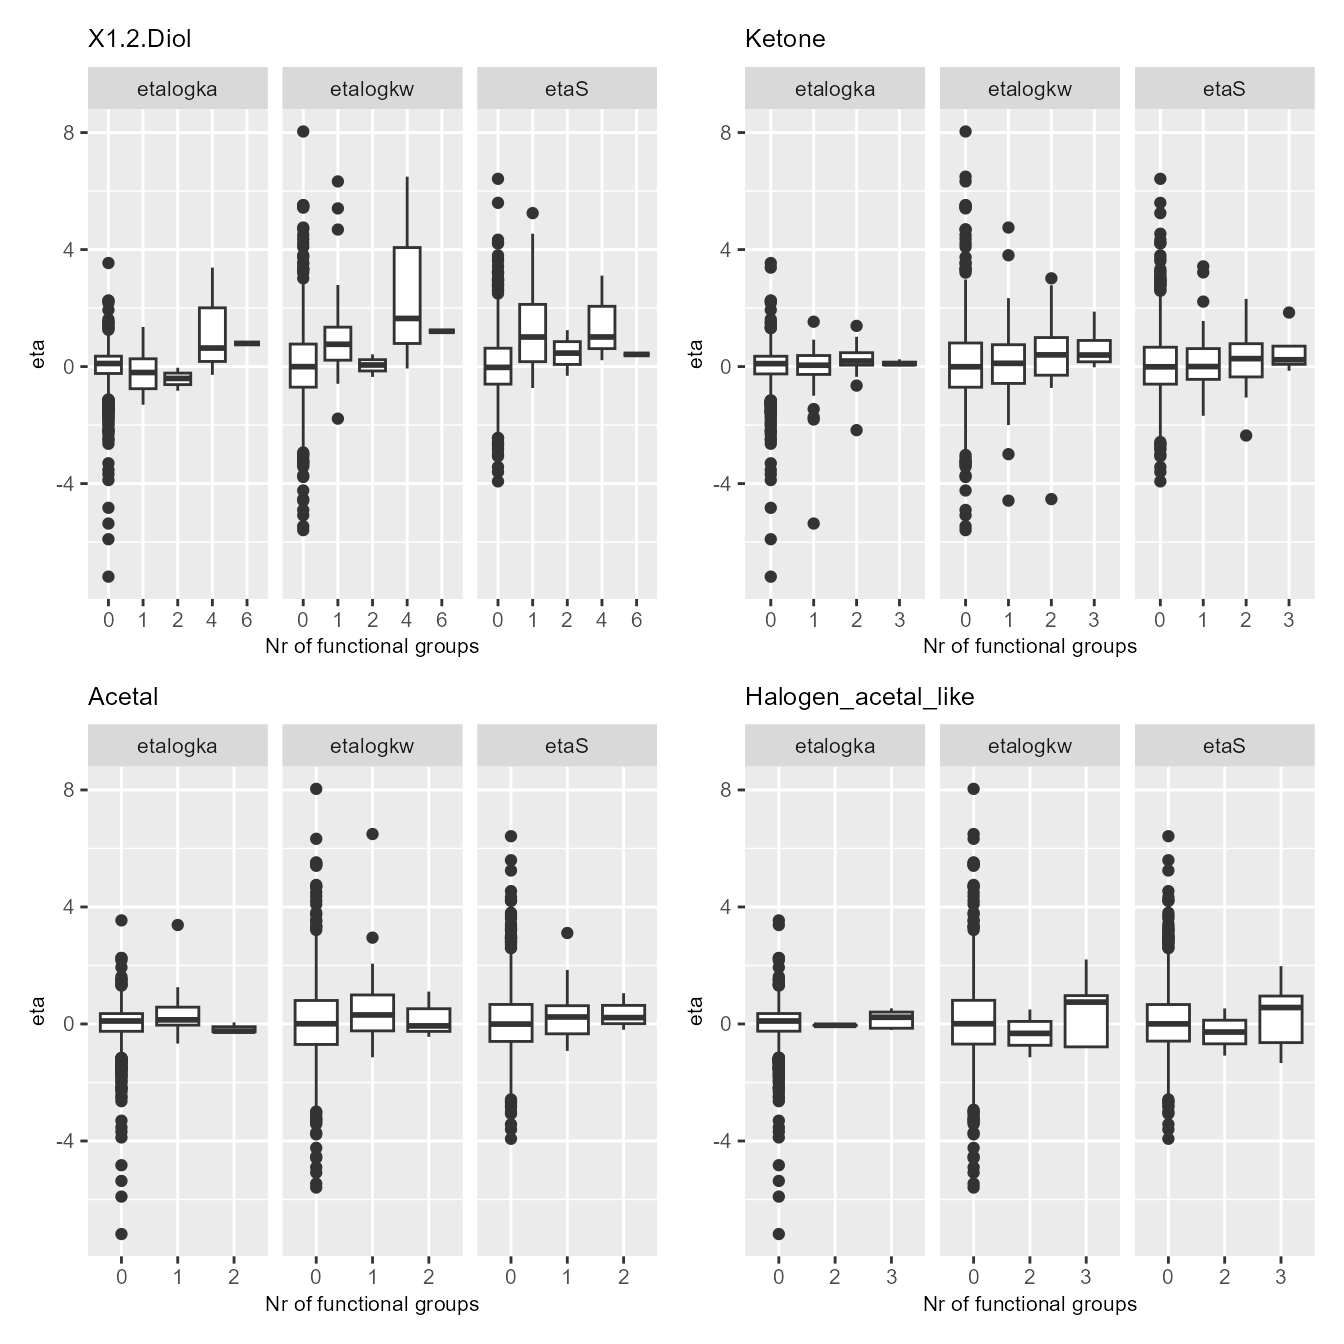 X1.2.Diol
etalogka etalogkw etaS
8
4
0
-4
eta
0 1 2 4 6 0 1 2 4 6 0 1 2 4 6
Nr of functional groups
Ketone
etalogka etalogkw etaS
8
4
0
-4
eta
0 1 2 3 0 1 2 3 0 1 2 3
Nr of functional groups
Acetal
etalogka etalogkw etaS
8
4
0
-4
eta
0 1 2 0 1 2 0 1 2
Nr of functional groups
Halogen_acetal_like
etalogka etalogkw etaS
8
4
0
-4
eta
0 2 3 0 2 3 0 2 3
Nr of functional groups